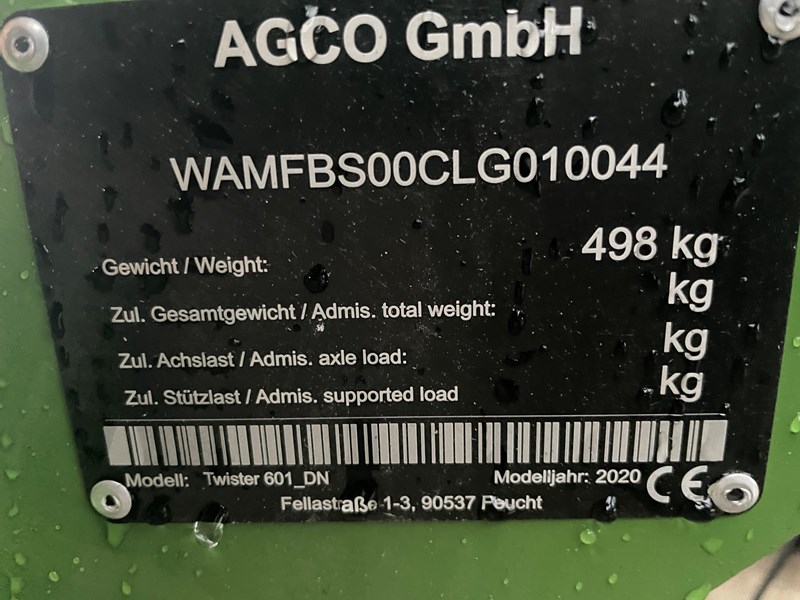 AGCO GmbH
WAMFBS00CLG010044
Gewicht / Weight: 498 kg
Zul. Gesamtgewicht / Admis. total weight: kg
Zul. Achslast / Admis. axle load: kg
Zul. Stützlast / Admis. supported load kg
Modell: Twister 601_DN Modelljahr: 2020 CE
Fellastraße 1-3, 90537 Feucht